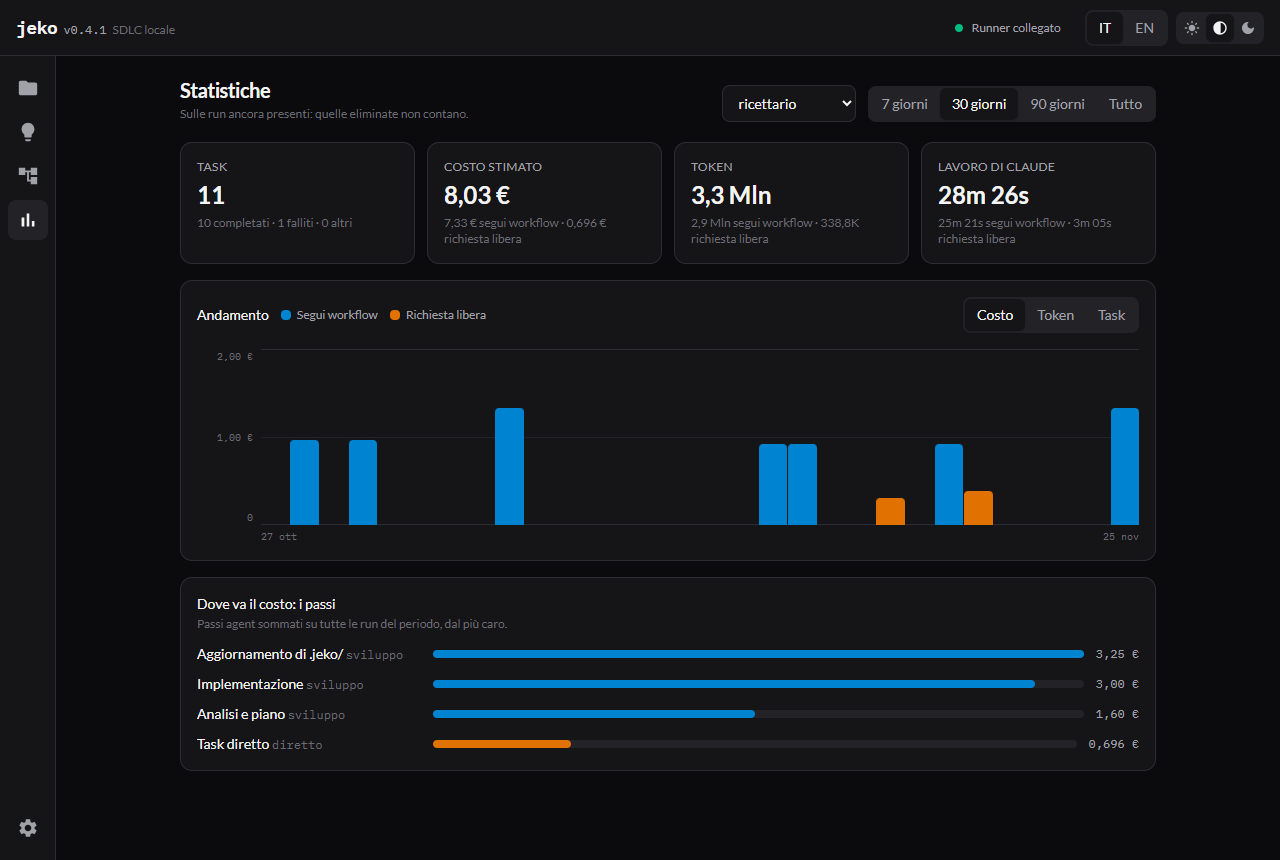 jeko v0.4.1 SDLC locale
Runner collegato
IT EN
Statistiche
Sulle run ancora presenti: quelle eliminate non contano.
ricettario
7 giorni 30 giorni 90 giorni Tutto
TASK
11
10 completati · 1 falliti · 0 altri
COSTO STIMATO
8,03 €
7,33 € segui workflow · 0,696 €
richiesta libera
TOKEN
3,3 Mln
2,9 Mln segui workflow · 338,8K
richiesta libera
LAVORO DI CLAUDE
28m 26s
25m 21s segui workflow · 3m 05s
richiesta libera
Andamento Segui workflow Richiesta libera
Costo Token Task
2,00 €
1,00 €
0
27 ott 25 nov
Dove va il costo: i passi
Passi agent sommati su tutte le run del periodo, dal più caro.
Aggiornamento di .jeko/ sviluppo 3,25 €
Implementazione sviluppo 3,00 €
Analisi e piano sviluppo 1,60 €
Task diretto diretto 0,696 €